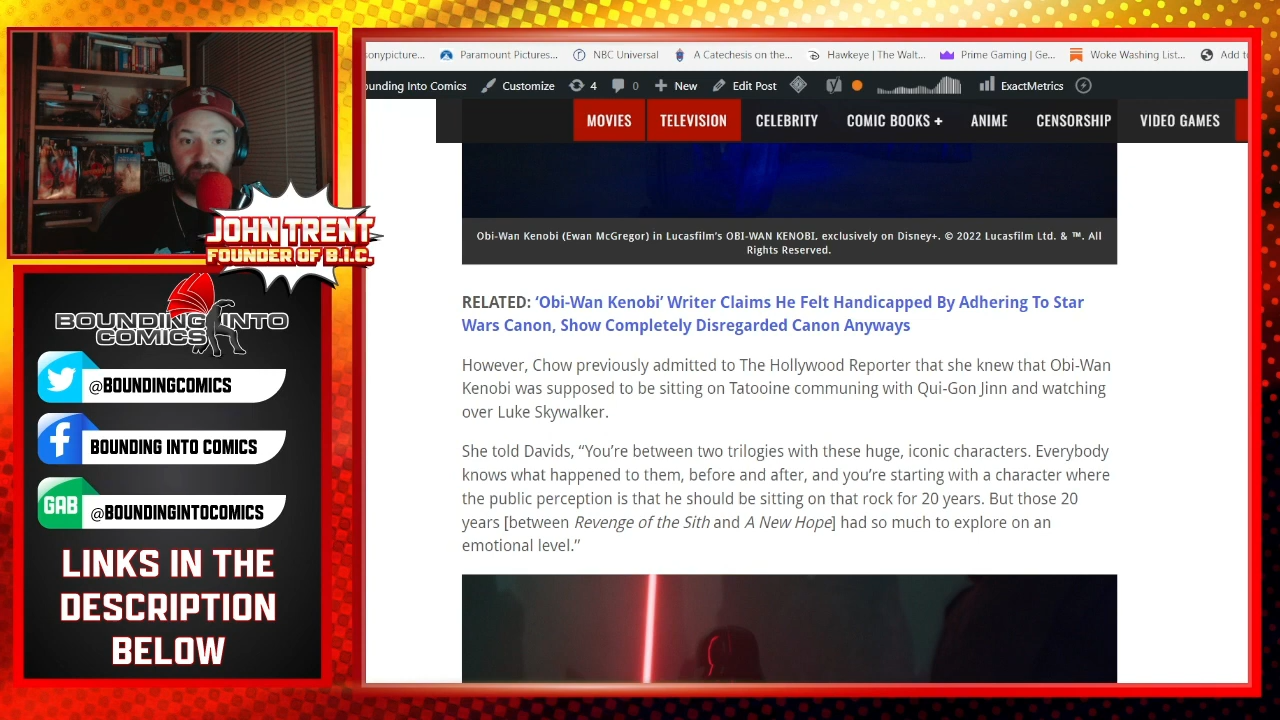 sonypicture...
Paramount Pictures...
NBC Universal
A Catechesis on the...
Hawkeye | The Walt...
Prime Gaming | Ge...
Woke Washing List...
Add t
ounding Into Comics
Customize
4
0
New
Edit Post
ExactMetrics
MOVIES
TELEVISION
CELEBRITY
COMIC BOOKS +
ANIME
CENSORSHIP
VIDEO GAMES
JOHN TRENT
FOUNDER OF B.I.C.
BOUNDING INTO
COMICS
@BOUNDINGCOMICS
BOUNDING INTO COMICS
GAB
@BOUNDINGINTOCOMICS
LINKS IN THE
DESCRIPTION
BELOW
Obi-Wan Kenobi (Ewan McGregor) in Lucasfilm's OBI-WAN KENOBI, exclusively on Disney+. © 2022 Lucasfilm Ltd. & ™. All
Rights Reserved.
RELATED: ‘Obi-Wan Kenobi’ Writer Claims He Felt Handicapped By Adhering To Star
Wars Canon, Show Completely Disregarded Canon Anyways
However, Chow previously admitted to The Hollywood Reporter that she knew that Obi-Wan
Kenobi was supposed to be sitting on Tatooine communing with Qui-Gon Jinn and watching
over Luke Skywalker.
She told Davids, “You’re between two trilogies with these huge, iconic characters. Everybody
knows what happened to them, before and after, and you’re starting with a character where
the public perception is that he should be sitting on that rock for 20 years. But those 20
years [between Revenge of the Sith and A New Hope] had so much to explore on an
emotional level.”